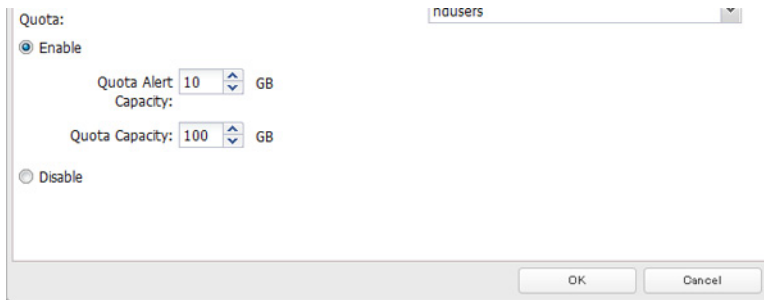 Quota:
hdusers
Enable
Quota Alert 10 GB
Capacity:
Quota Capacity: 100 GB
Disable
OK Cancel